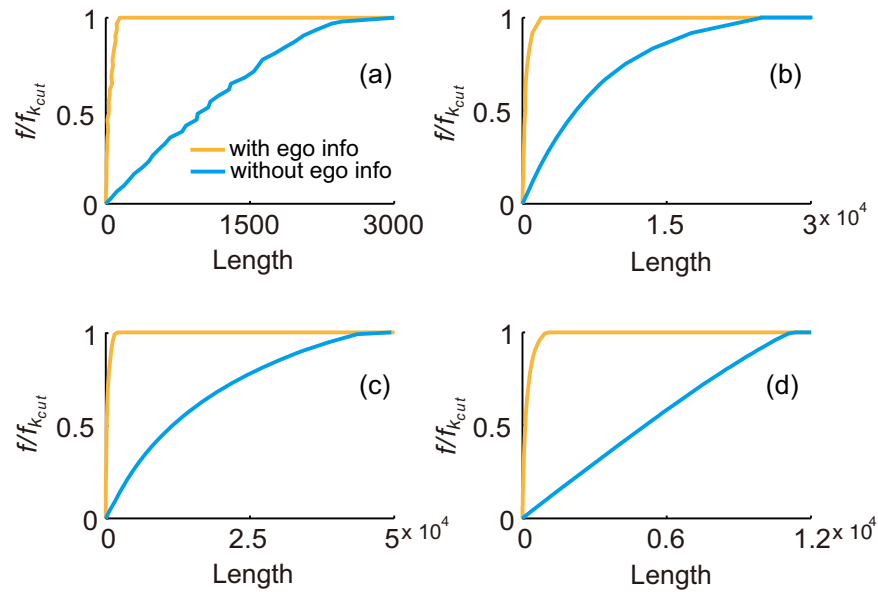 1
(a)
f/f_{k_{cut}}
0.5
with ego info
without ego info
0
0 1500 3000
Length
1
(b)
f/f_{k_{cut}}
0.5
0
0 1.5 3 × 10^4
Length
1
(c)
f/f_{k_{cut}}
0.5
0
0 2.5 5 × 10^4
Length
1
(d)
f/f_{k_{cut}}
0.5
0
0 0.6 1.2 × 10^4
Length